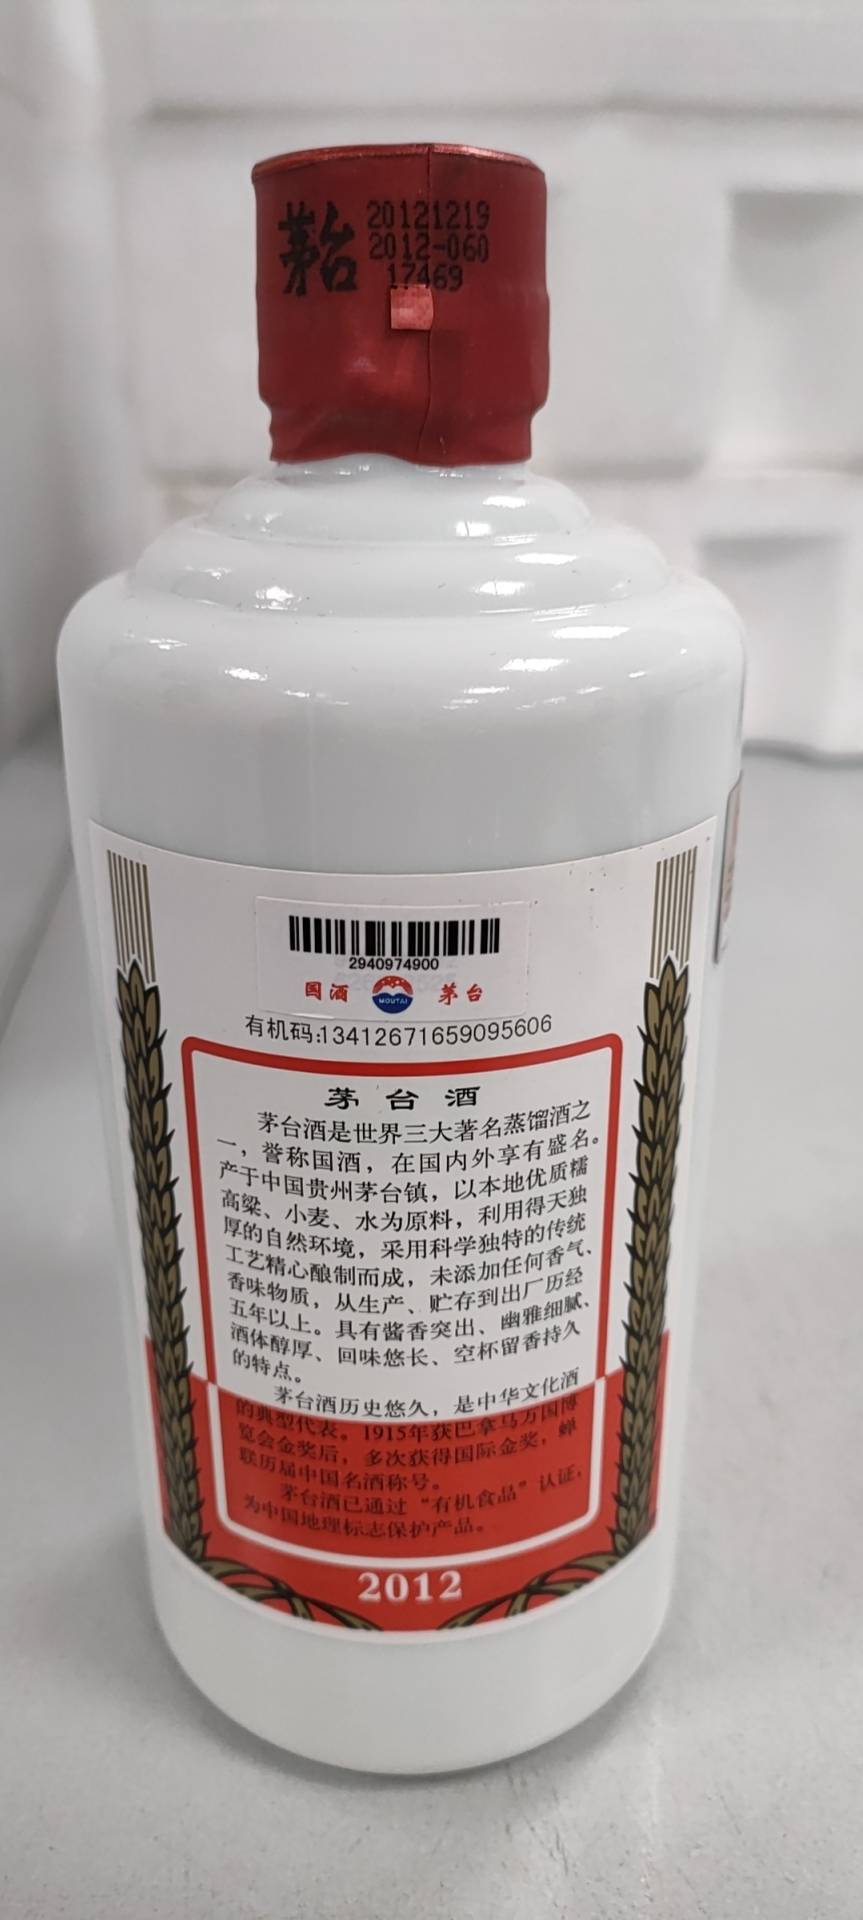 茅台
20121219
2012-060
17469
2940974900
国酒 MOUTAI 茅台
有机码:13412671659095606
茅台酒
茅台酒是世界三大著名蒸馏酒之
一，誉称国酒，在国内外享有盛名。
产于中国贵州茅台镇，以本地优质糯
高粱、小麦、水为原料，利用得天独
厚的自然环境，采用科学独特的传统
工艺精心酿制而成，未添加任何香气、
香味物质，从生产、贮存到出厂历经
五年以上。具有酱香突出、幽雅细腻、
酒体醇厚、回味悠长、空杯留香持久
的特点。
茅台酒历史悠久，是中华文化酒
的典型代表。1915年获巴拿马万国博
览会金奖后，多次获得国际金奖，蝉
联历届中国名酒称号。
茅台酒已通过“有机食品”认证，
为中国地理标志保护产品。
2012